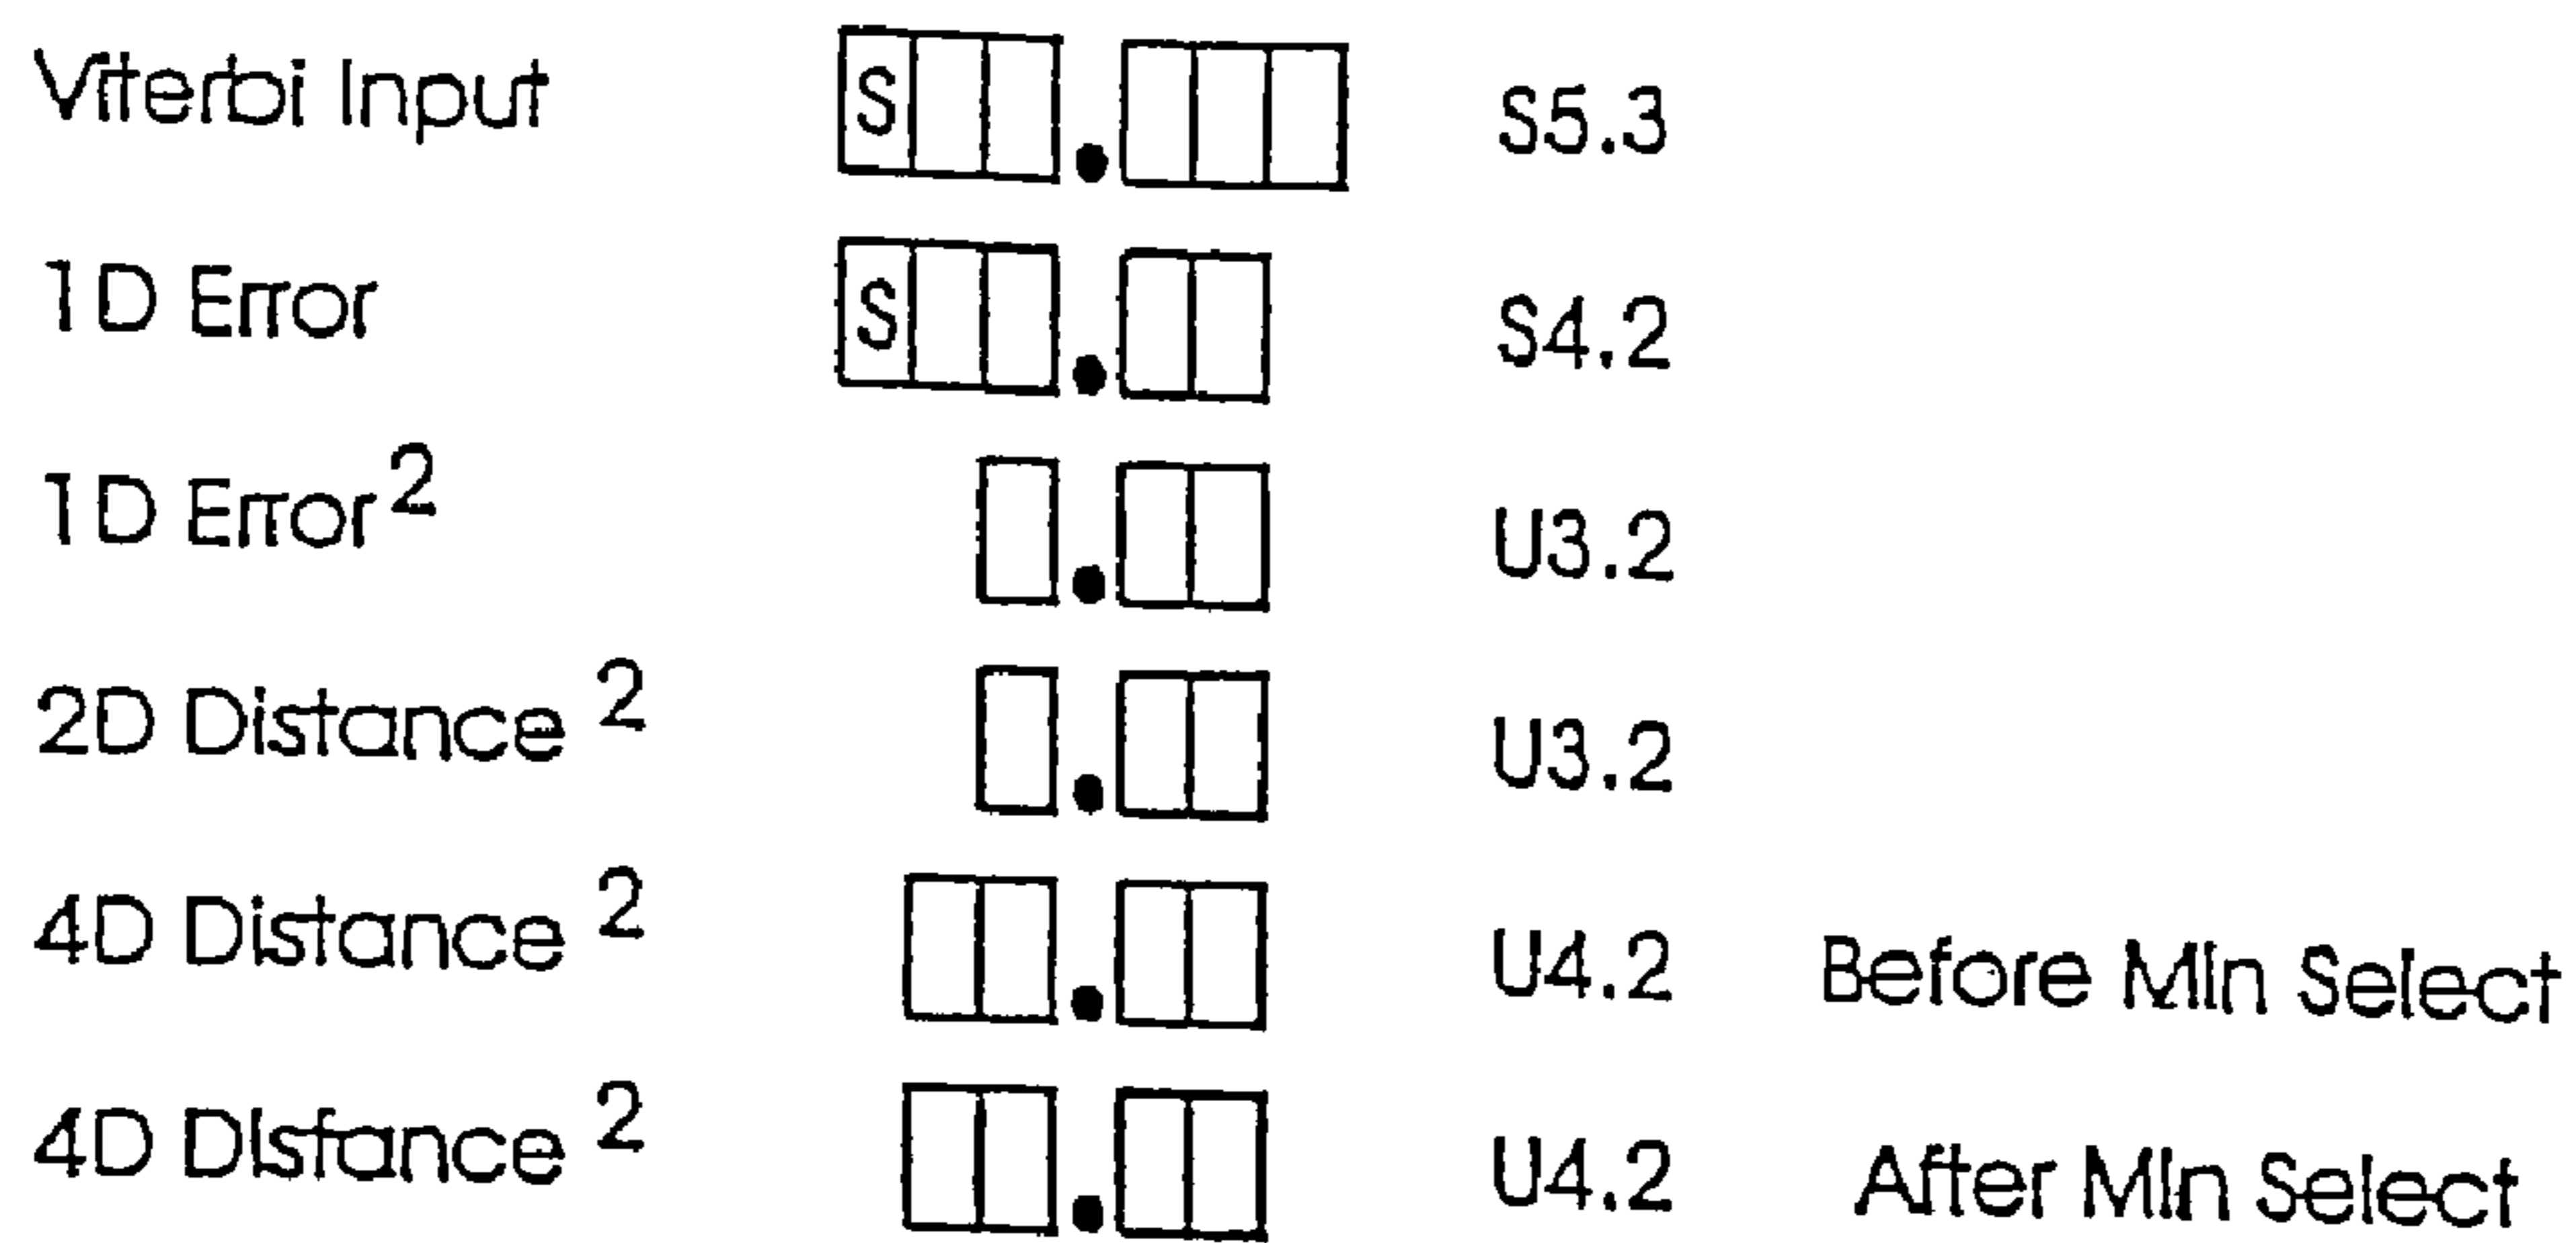 Viterbi Input S . S5.3
1D Error S . S4.2
1D Error2 . U3.2
2D Distance 2 . U3.2
4D Distance 2 . U4.2 Before Min Select
4D Distance 2 . U4.2 After Min Select